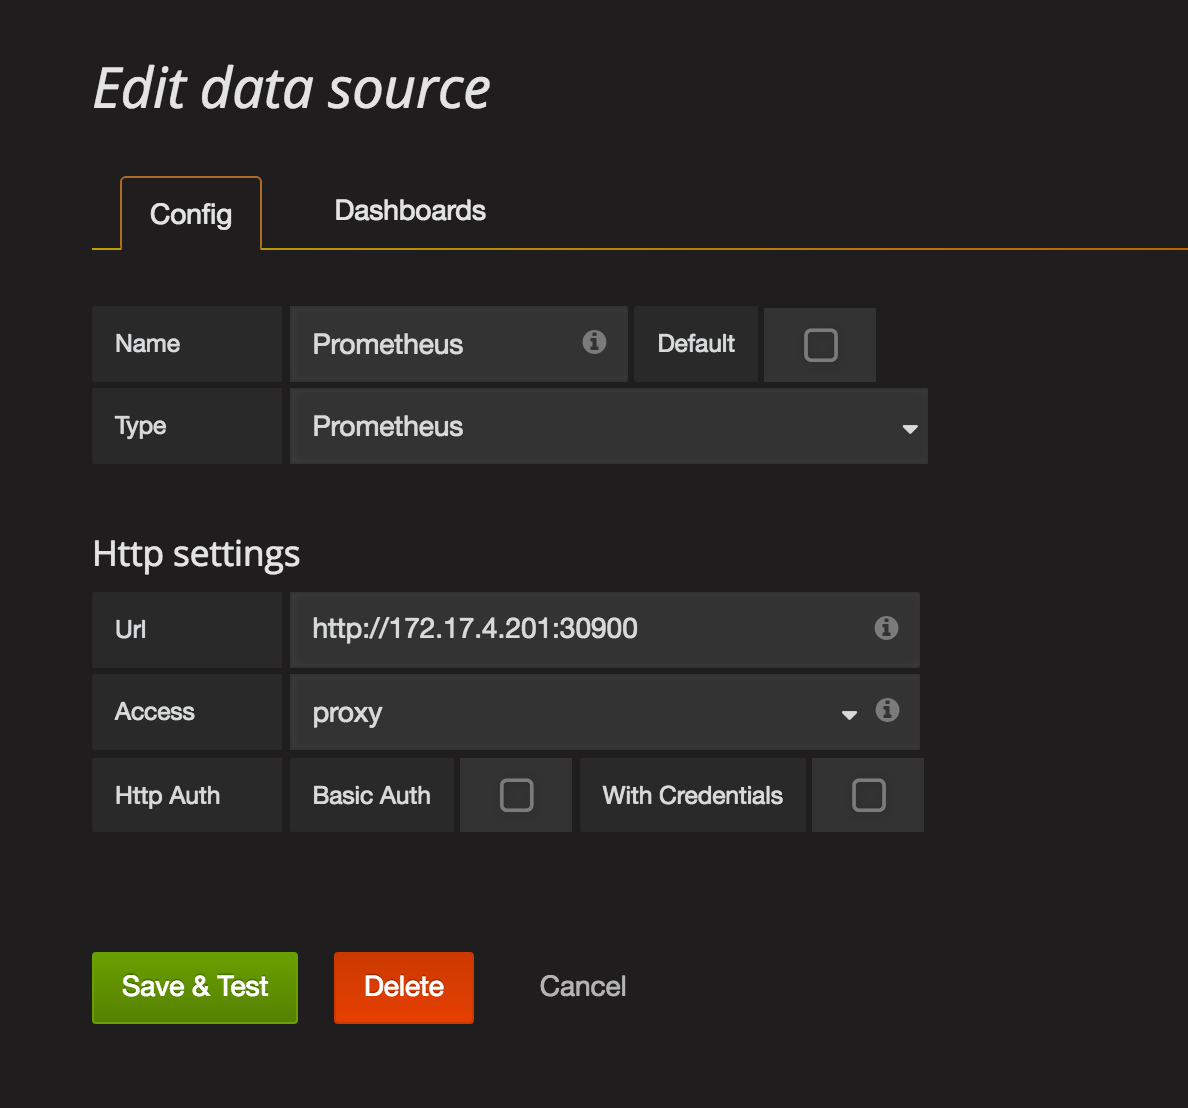 Edit data source
Config Dashboards
Name Prometheus Default
Type Prometheus
Http settings
Url http://172.17.4.201:30900
Access proxy
Http Auth Basic Auth With Credentials
Save & Test Delete Cancel